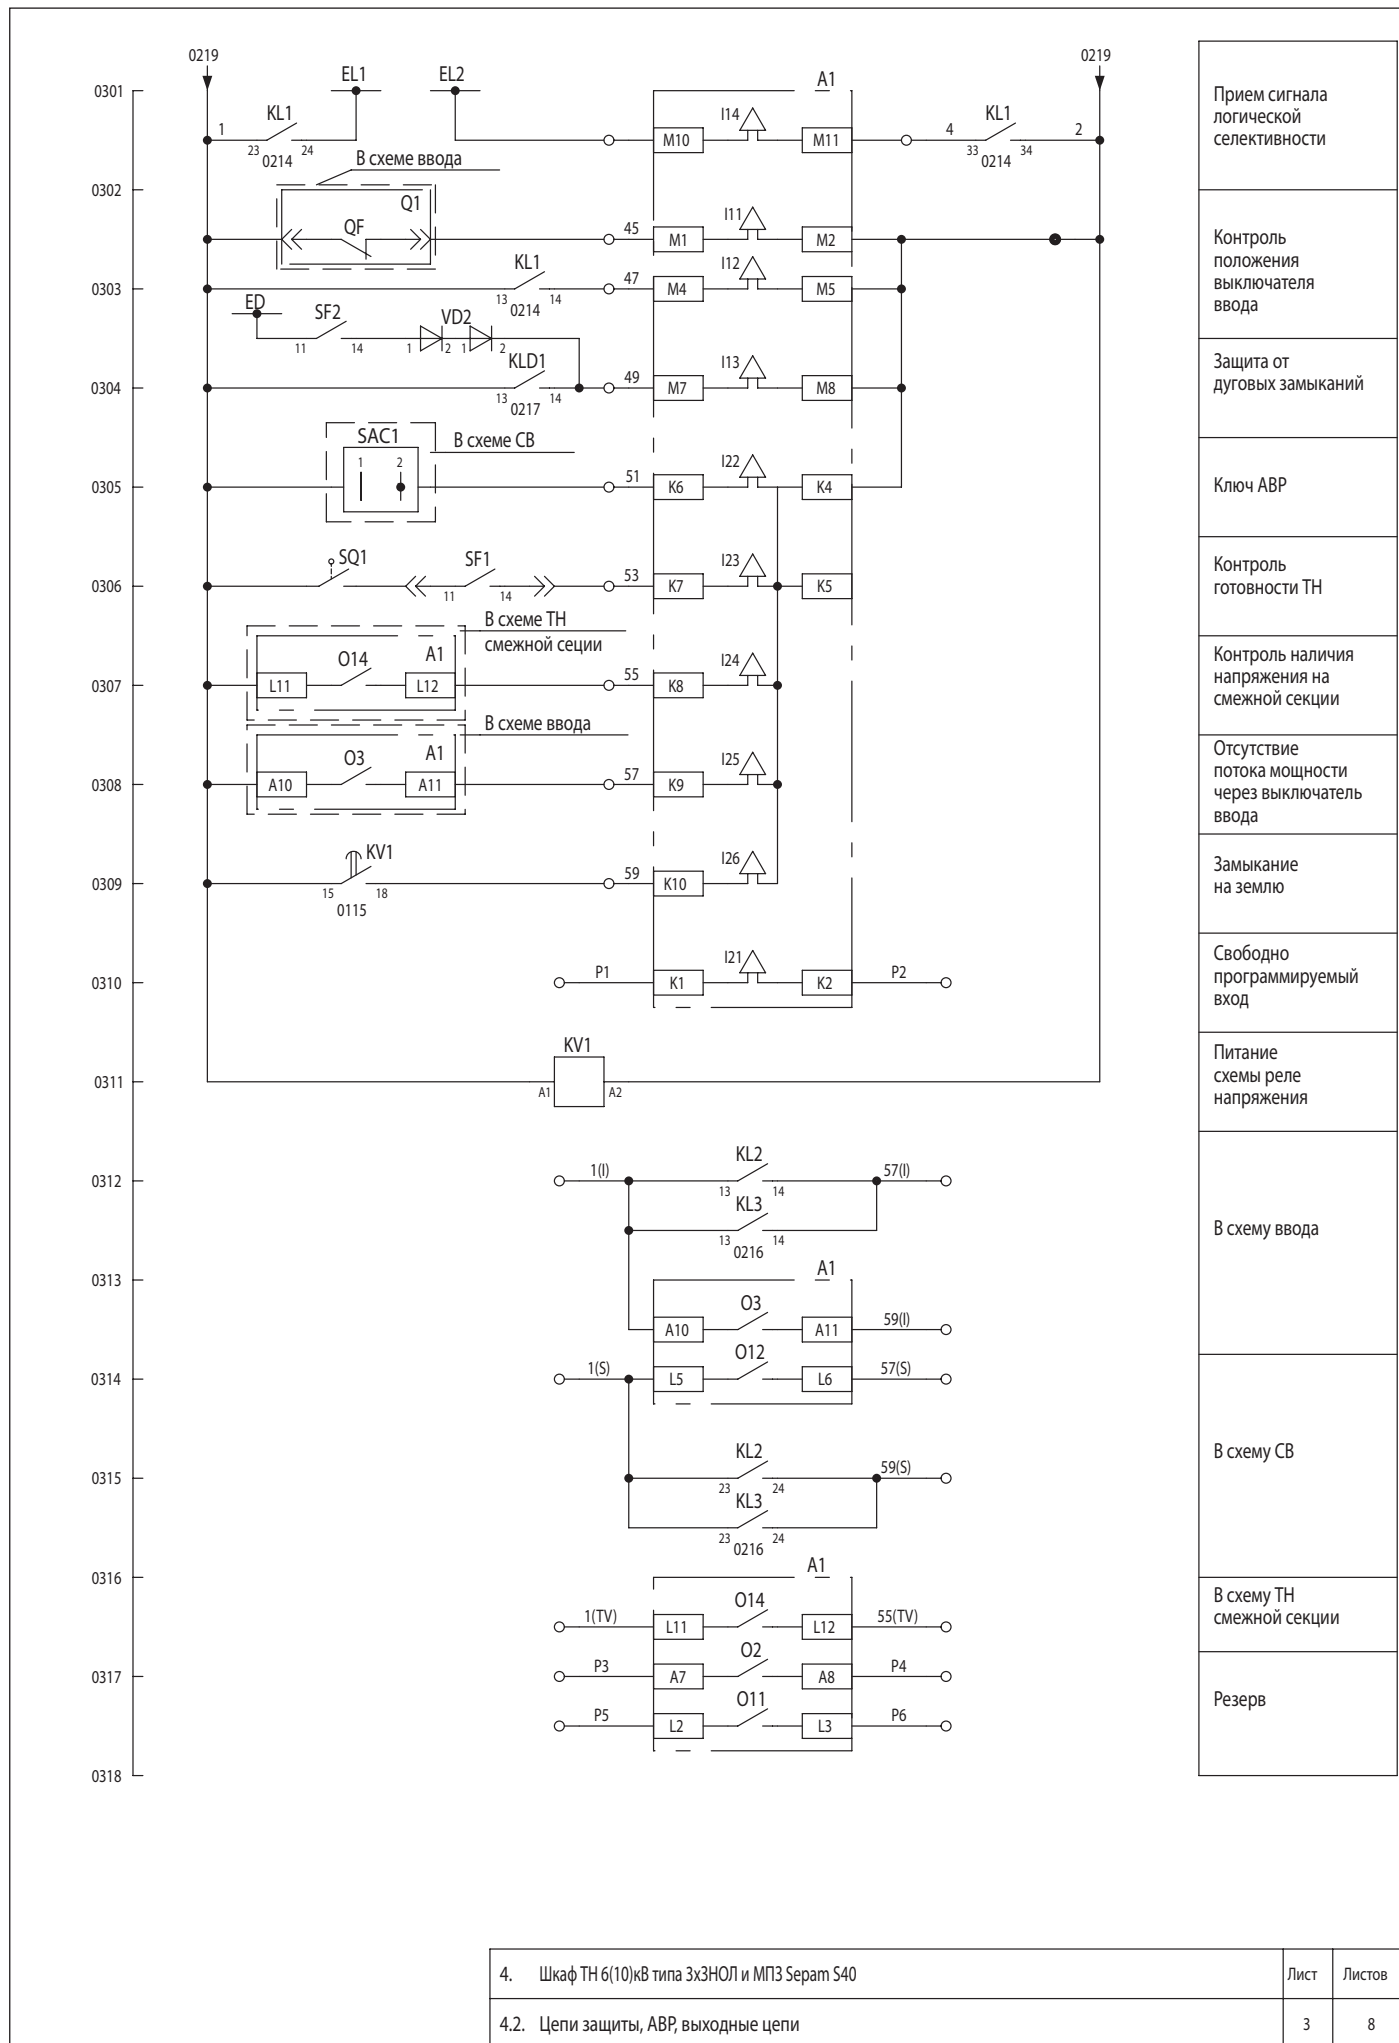 0219
0219
0301
EL1
EL2
A1
KL1
I14
KL1
1
M10
M11
4
2
23
0214
24
33
0214
34
Прием сигнала
логической
селективности
В схеме ввода
0302
Q1
QF
I11
45
M1
M2
KL1
I12
47
0303
M4
M5
13
0214
14
Контроль
положения
выключателя
ввода
ED
SF2
VD2
11
14
1
2
1
2
KLD1
I13
49
0304
M7
M8
13
0217
14
Защита от
дуговых замыканий
SAC1
В схеме СВ
1
2
I22
51
0305
K6
K4
Ключ АВР
SQ1
SF1
I23
53
0306
11
14
K7
K5
Контроль
готовности ТН
В схеме ТН
смежной сеции
O14
A1
I24
55
0307
L11
L12
K8
Контроль наличия
напряжения на
смежной секции
В схеме ввода
O3
A1
I25
57
0308
A10
A11
K9
Отсутствие
потока мощности
через выключатель
ввода
KV1
I26
59
0309
15
18
0115
K10
Замыкание
на землю
I21
P1
P2
0310
K1
K2
Свободно
программируемый
вход
KV1
0311
A1
A2
Питание
схемы реле
напряжения
KL2
0312
1(I)
57(I)
13
14
KL3
13
0216
14
0313
A1
O3
A10
A11
59(I)
В схему ввода
O12
0314
1(S)
L5
L6
57(S)
KL2
0315
59(S)
23
24
KL3
23
0216
24
В схему СВ
0316
A1
O14
1(TV)
L11
L12
55(TV)
В схему ТН
смежной секции
O2
0317
P3
A7
A8
P4
O11
P5
L2
L3
P6
Резерв
0318
4. Шкаф ТН 6(10)кВ типа 3х3НОЛ и МПЗ Sepam S40
Лист
Листов
4.2. Цепи защиты, АВР, выходные цепи
3
8